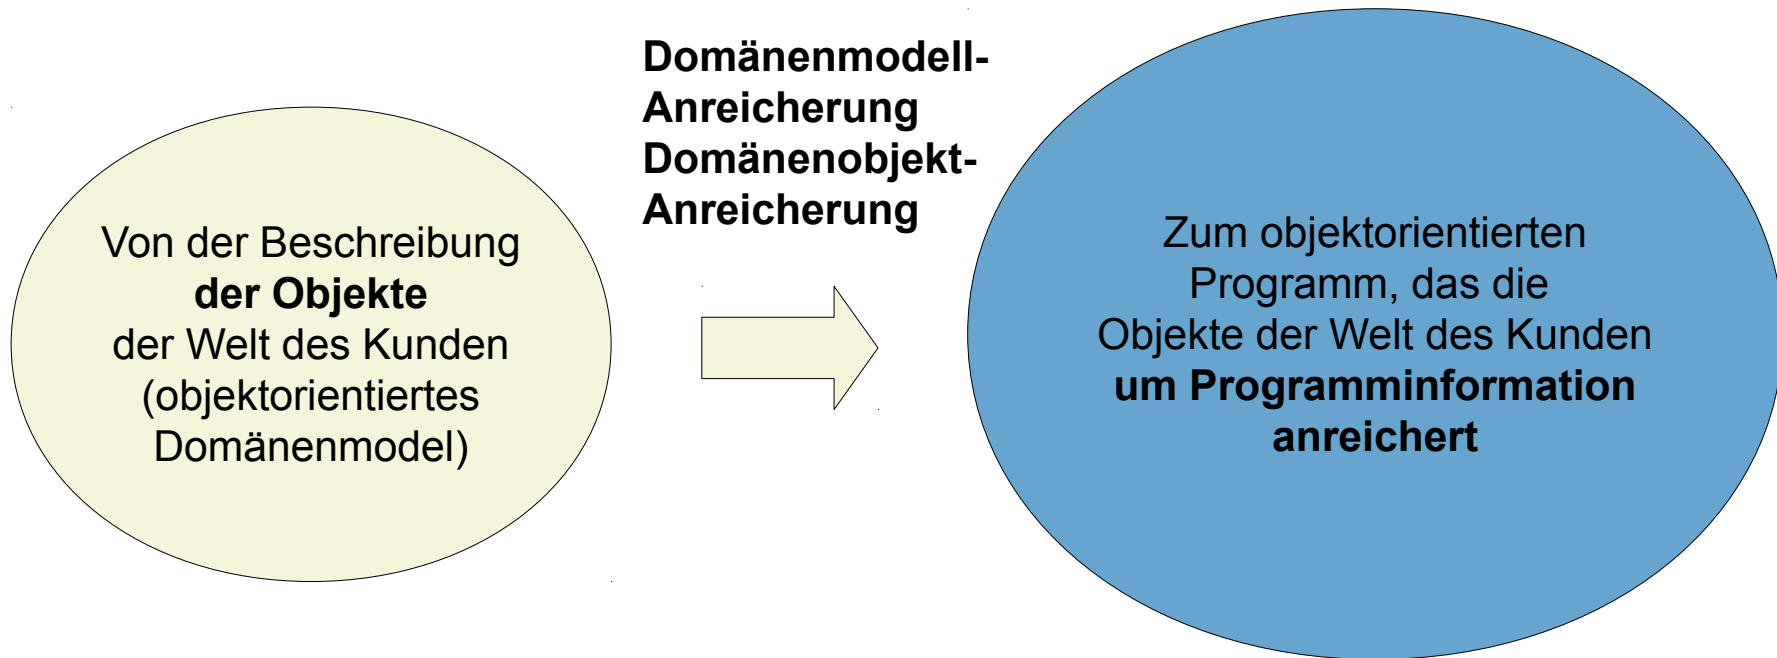 Domänenmodell-
Anreicherung
Domänenobjekt-
Anreicherung
Von der Beschreibung
der Objekte
der Welt des Kunden
(objektorientiertes
Domänenmodel)
Zum objektorientierten
Programm, das die
Objekte der Welt des Kunden
um Programminformation
anreichert